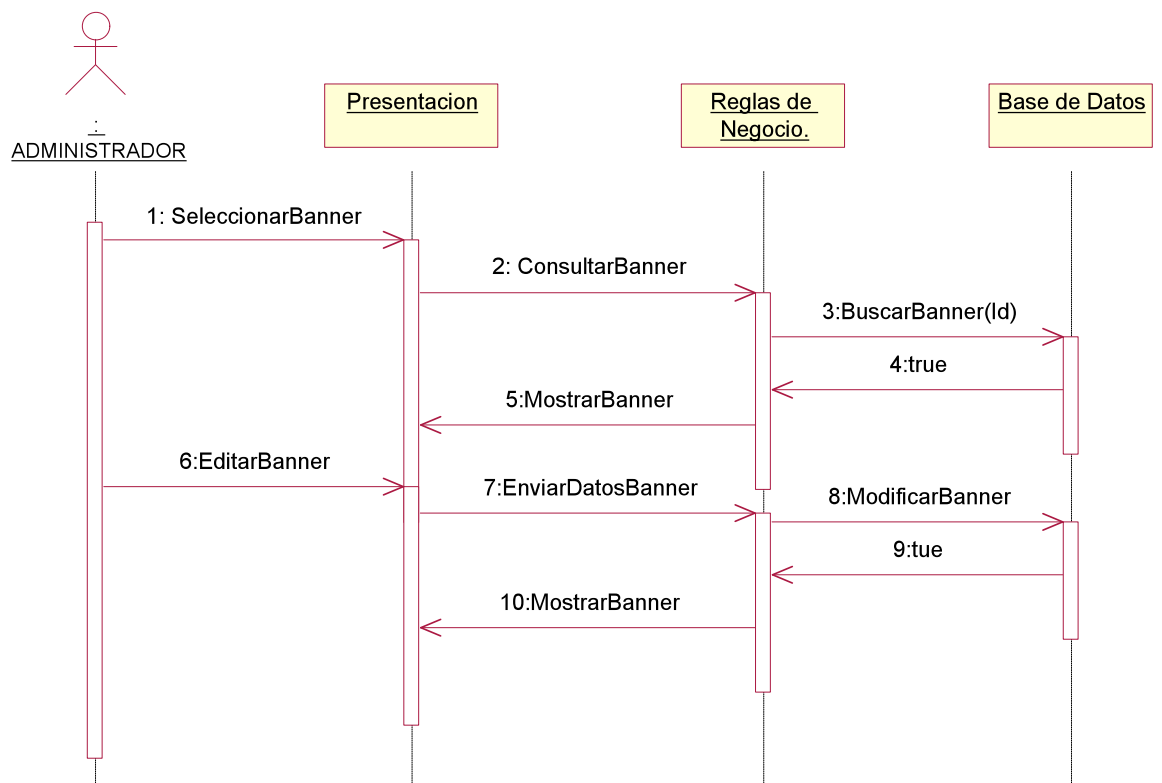 Presentacion
Reglas de
Negocio.
Base de Datos
:
ADMINISTRADOR
1: SeleccionarBanner
2: ConsultarBanner
3:BuscarBanner(Id)
4:true
5:MostrarBanner
6:EditarBanner
7:EnviarDatosBanner
8:ModificarBanner
9:tue
10:MostrarBanner